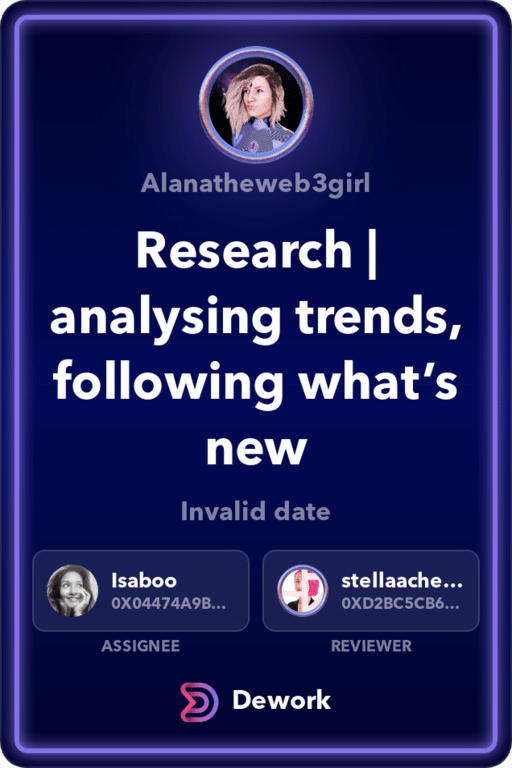 Alanatheweb3girl
Research |
analysing trends,
following what’s
new
Invalid date
Isaboo
0X04474A9B...
ASSIGNEE
stellaache...
0XD2BC5CB6...
REVIEWER
Dework